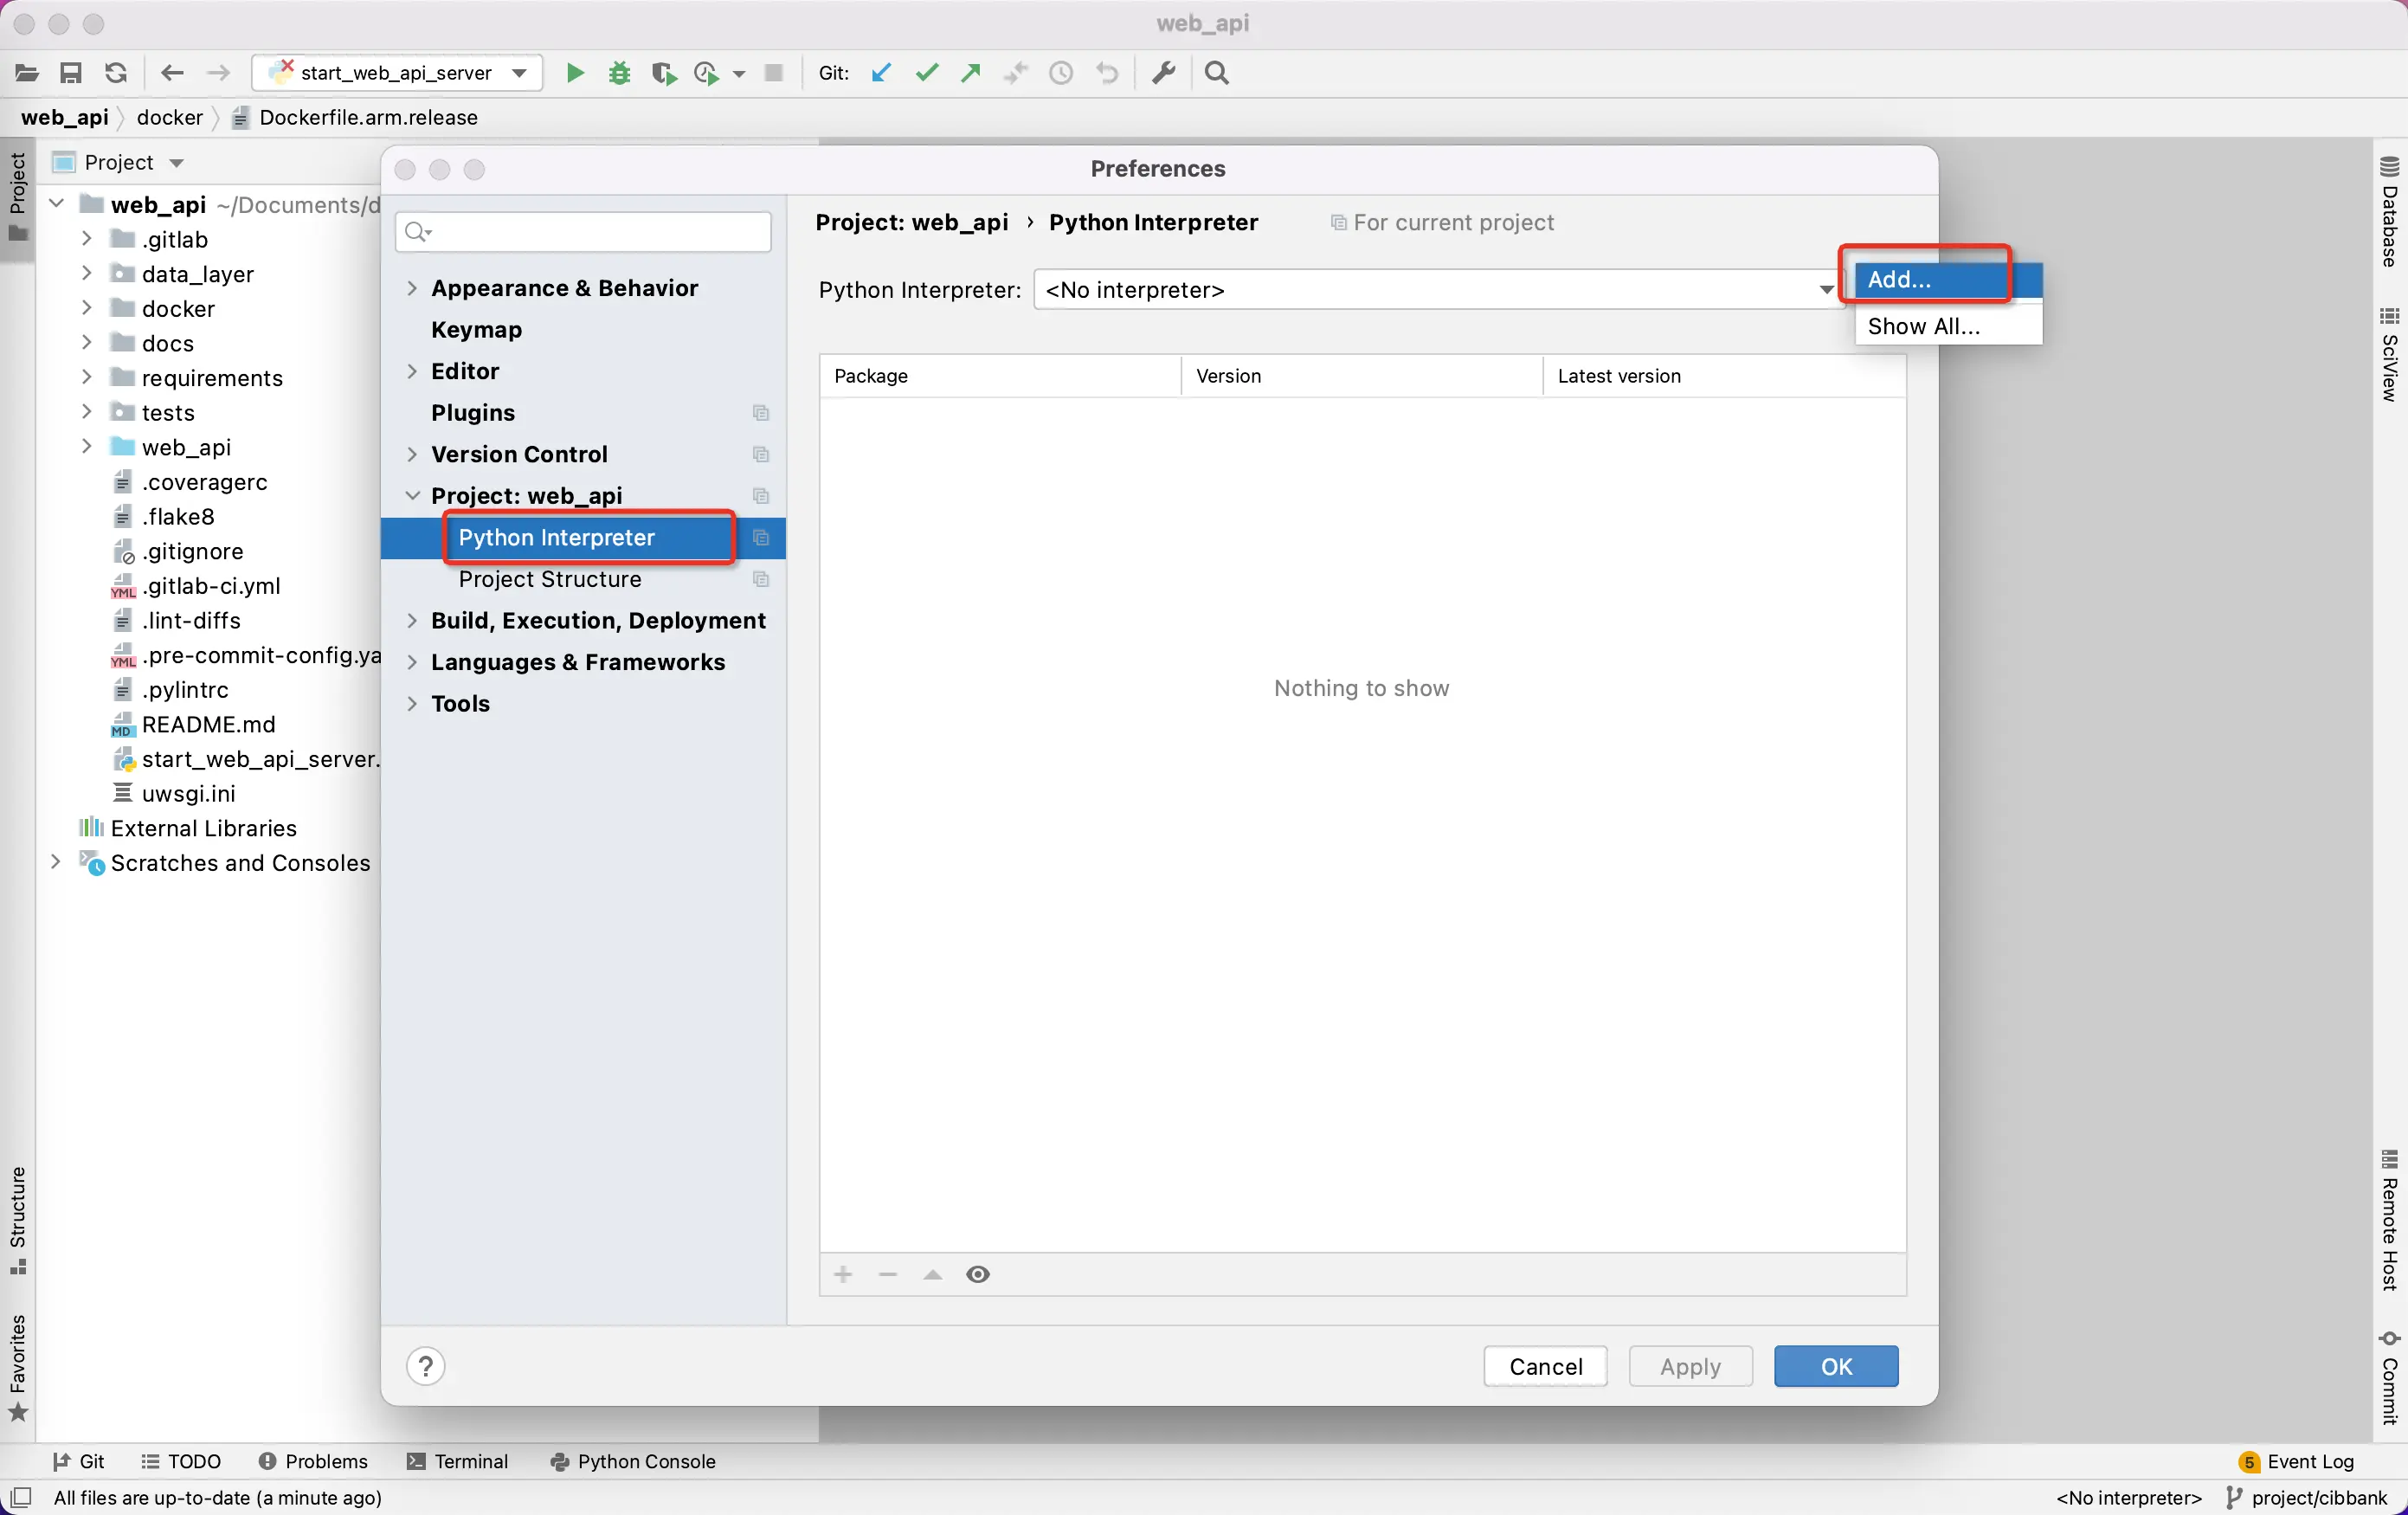 web_api
start_web_api_server
Git:
web_api
docker
Dockerfile.arm.release
Project
Project
web_api ~/Documents/d
.gitlab
data_layer
docker
docs
requirements
tests
web_api
.coveragerc
.flake8
.gitignore
.gitlab-ci.yml
.lint-diffs
.pre-commit-config.ya
.pylintrc
README.md
start_web_api_server.
uwsgi.ini
External Libraries
Scratches and Consoles
Structure
Favorites
Preferences
Appearance & Behavior
Keymap
Editor
Plugins
Version Control
Project: web_api
Python Interpreter
Project Structure
Build, Execution, Deployment
Languages & Frameworks
Tools
Project: web_api › Python Interpreter
For current project
Python Interpreter: <No interpreter>
Add...
Show All...
Package Version Latest version
Nothing to show
?
Cancel
Apply
OK
Database
SciView
Remote Host
Commit
Git
TODO
Problems
Terminal
Python Console
5 Event Log
All files are up-to-date (a minute ago)
<No interpreter>
project/cibbank